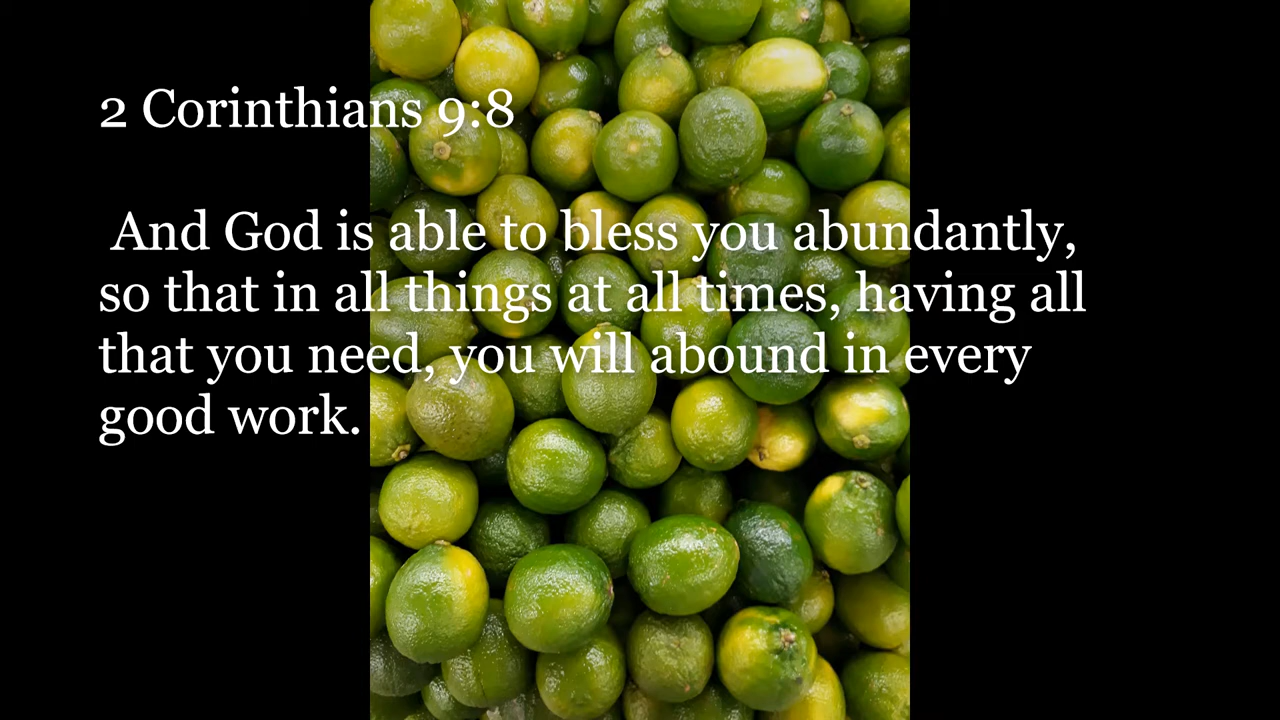 2 Corinthians 9:8
And God is able to bless you abundantly,
so that in all things at all times, having all
that you need, you will abound in every
good work.